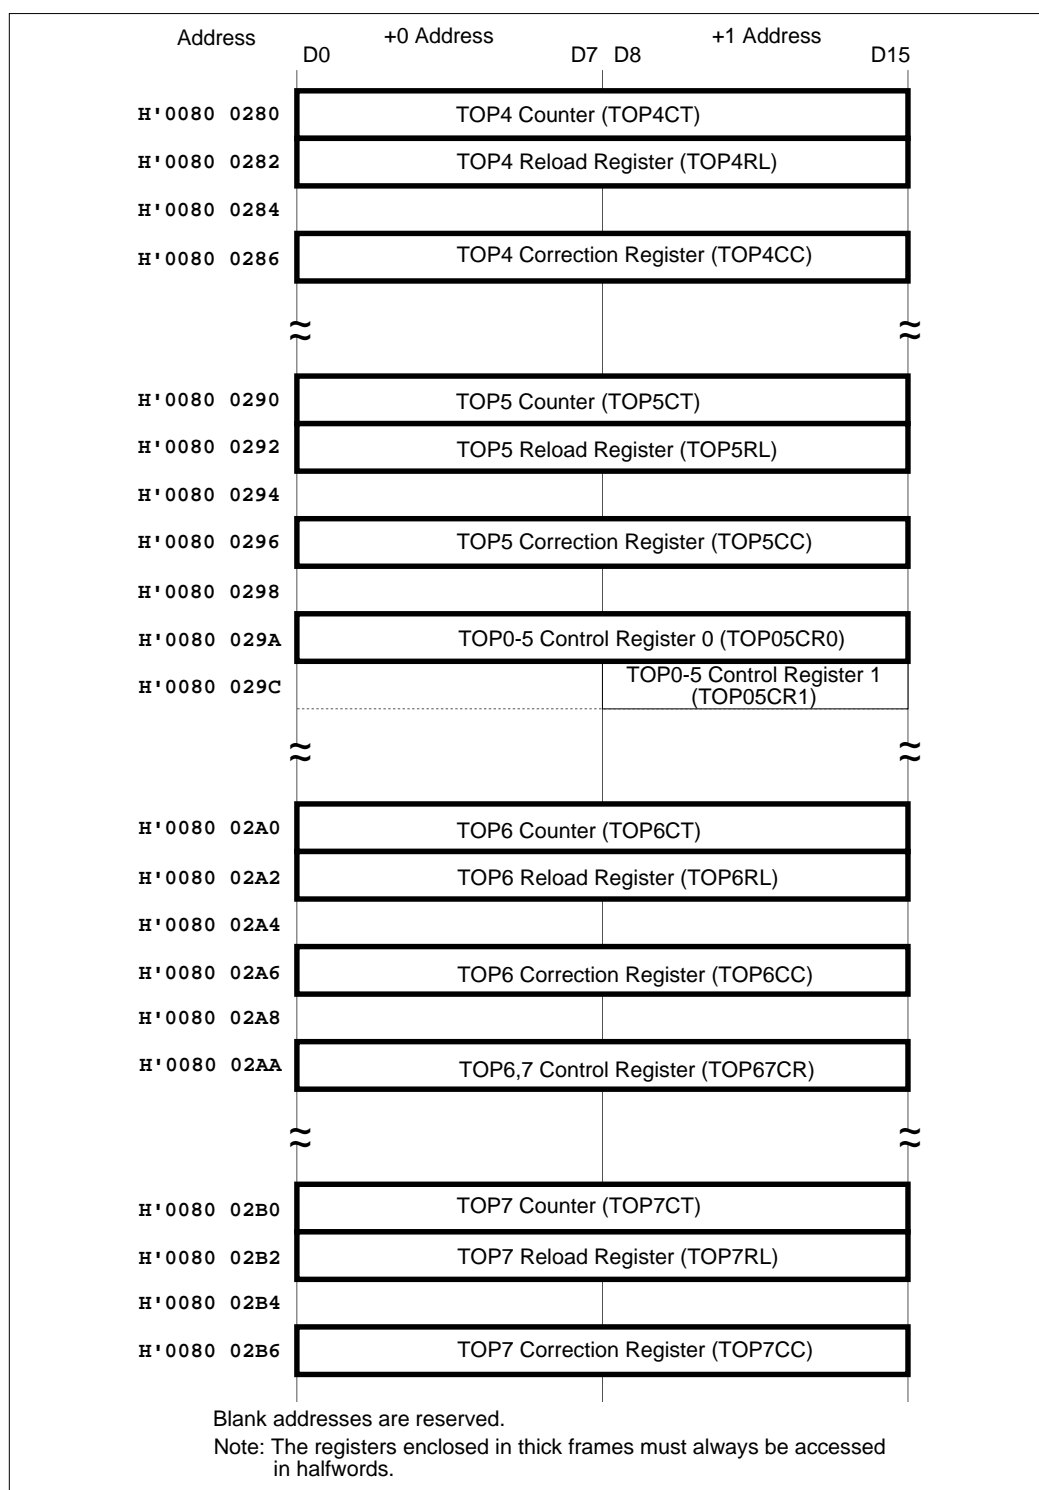 Address +0 Address +1 Address
D0 D7 D8 D15
H'0080 0280 TOP4 Counter (TOP4CT)
H'0080 0282 TOP4 Reload Register (TOP4RL)
H'0080 0284
H'0080 0286 TOP4 Correction Register (TOP4CC)
≈ ≈
H'0080 0290 TOP5 Counter (TOP5CT)
H'0080 0292 TOP5 Reload Register (TOP5RL)
H'0080 0294
H'0080 0296 TOP5 Correction Register (TOP5CC)
H'0080 0298
H'0080 029A TOP0-5 Control Register 0 (TOP05CR0)
H'0080 029C TOP0-5 Control Register 1
(TOP05CR1)
≈ ≈
H'0080 02A0 TOP6 Counter (TOP6CT)
H'0080 02A2 TOP6 Reload Register (TOP6RL)
H'0080 02A4
H'0080 02A6 TOP6 Correction Register (TOP6CC)
H'0080 02A8
H'0080 02AA TOP6,7 Control Register (TOP67CR)
≈ ≈
H'0080 02B0 TOP7 Counter (TOP7CT)
H'0080 02B2 TOP7 Reload Register (TOP7RL)
H'0080 02B4
H'0080 02B6 TOP7 Correction Register (TOP7CC)
Blank addresses are reserved.
Note: The registers enclosed in thick frames must always be accessed
in halfwords.